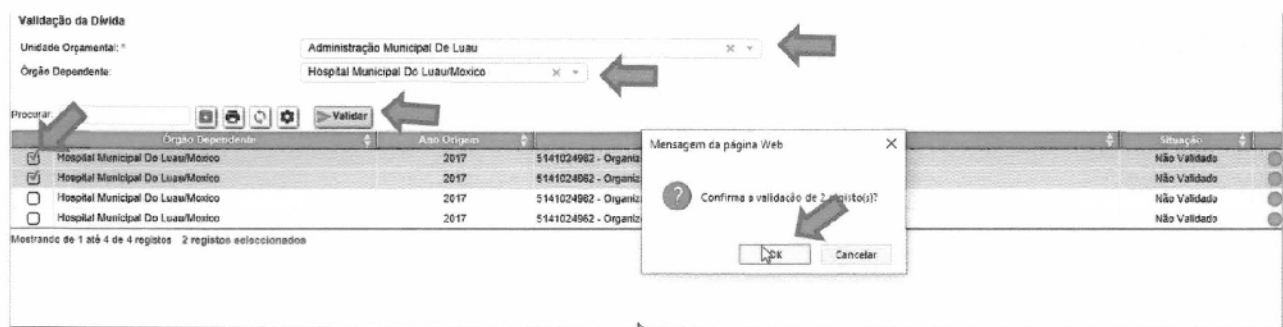 Validação da Dívida
Unidade Orçamental: *
Administração Municipal De Luau
Órgão Dependente:
Hospital Municipal Do Luau/Moxico
Procurar:
Validar
Órgão Dependente
Ano Origem
Situação
Hospital Municipal Do Luau/Moxico 2017 5141024962 - Organiz Não Validado
Hospital Municipal Do Luau/Moxico 2017 5141024962 - Organiz Não Validado
Hospital Municipal Do Luau/Moxico 2017 5141024962 - Organiz Não Validado
Hospital Municipal Do Luau/Moxico 2017 5141024962 - Organiz Não Validado
Mostrando de 1 até 4 de 4 registos 2 registos seleccionados
Mensagem da página Web
Confirma a validação de 2 registo(s)?
OK
Cancelar